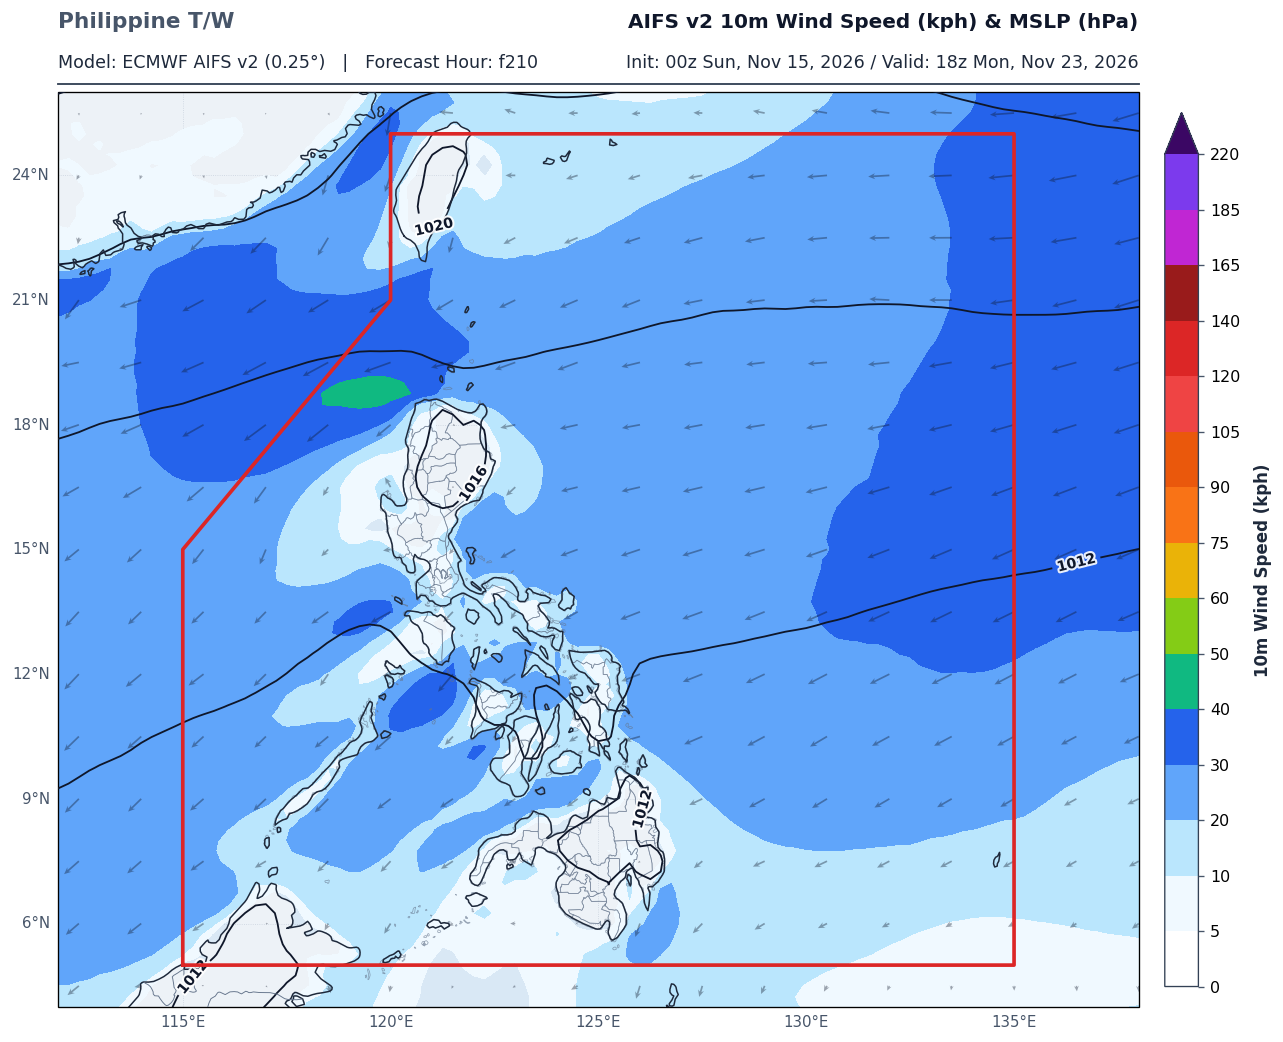 Philippine T/W
AIFS v2 10m Wind Speed (kph) & MSLP (hPa)
Model: ECMWF AIFS v2 (0.25°) | Forecast Hour: f210
Init: 00z Sun, Nov 15, 2026 / Valid: 18z Mon, Nov 23, 2026
24°N
21°N
18°N
15°N
12°N
9°N
6°N
1020
1016
1012
1012
1012
115°E
120°E
125°E
130°E
135°E
220
185
165
140
120
105
90
75
60
50
40
30
20
10
5
0
10m Wind Speed (kph)